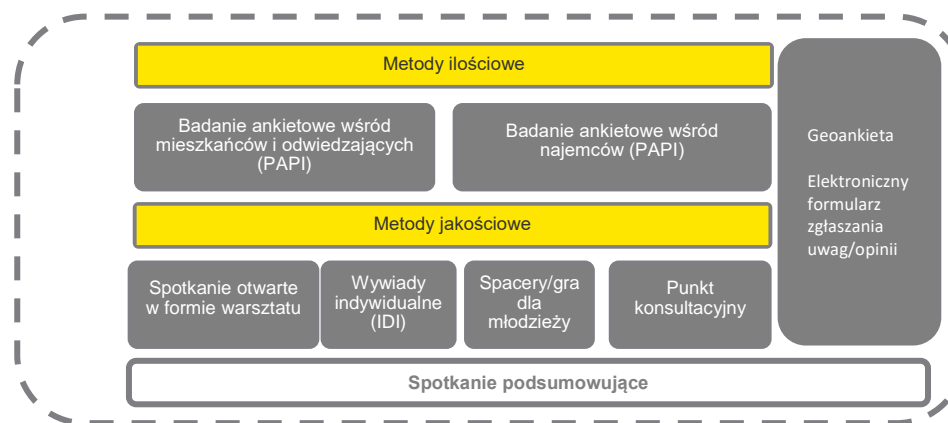 Metody ilościowe
Badanie ankietowe wśród
mieszkańców i odwiedzających
(PAPI)
Badanie ankietowe wśród
najemców (PAPI)
Metody jakościowe
Spotkanie otwarte
w formie warsztatu
Wywiady
indywidualne
(IDI)
Spacery/gra
dla
młodzieży
Punkt
konsultacyjny
Geoankieta
Elektroniczny
formularz
zgłaszania
uwag/opinii
Spotkanie podsumowujące